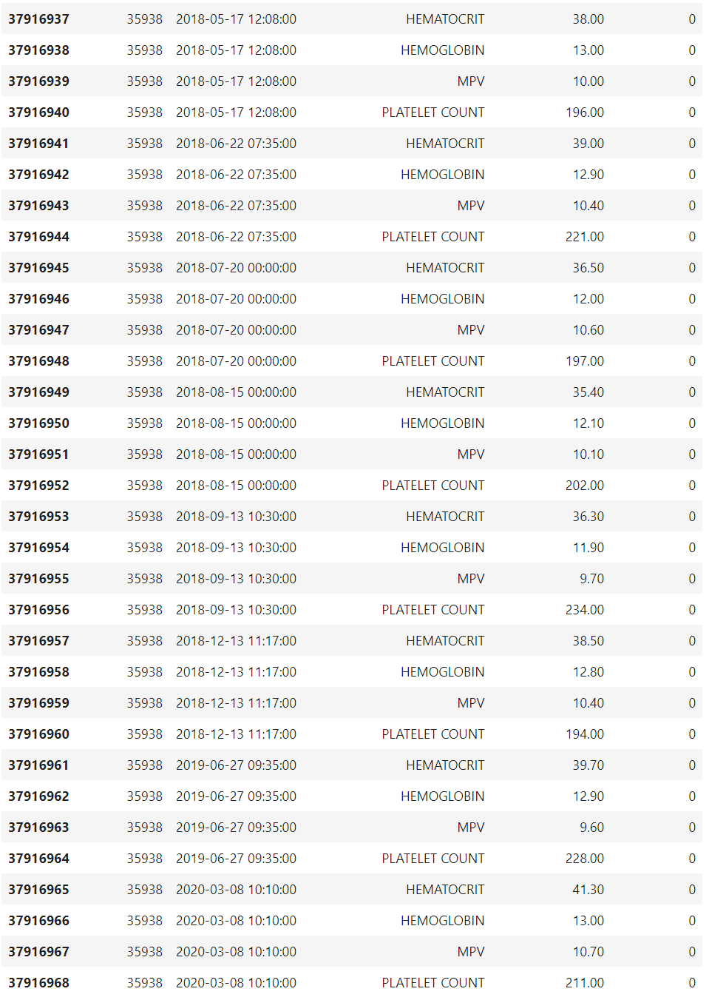 37916937 35938 2018-05-17 12:08:00 HEMATOCRIT 38.00 0
37916938 35938 2018-05-17 12:08:00 HEMOGLOBIN 13.00 0
37916939 35938 2018-05-17 12:08:00 MPV 10.00 0
37916940 35938 2018-05-17 12:08:00 PLATELET COUNT 196.00 0
37916941 35938 2018-06-22 07:35:00 HEMATOCRIT 39.00 0
37916942 35938 2018-06-22 07:35:00 HEMOGLOBIN 12.90 0
37916943 35938 2018-06-22 07:35:00 MPV 10.40 0
37916944 35938 2018-06-22 07:35:00 PLATELET COUNT 221.00 0
37916945 35938 2018-07-20 00:00:00 HEMATOCRIT 36.50 0
37916946 35938 2018-07-20 00:00:00 HEMOGLOBIN 12.00 0
37916947 35938 2018-07-20 00:00:00 MPV 10.60 0
37916948 35938 2018-07-20 00:00:00 PLATELET COUNT 197.00 0
37916949 35938 2018-08-15 00:00:00 HEMATOCRIT 35.40 0
37916950 35938 2018-08-15 00:00:00 HEMOGLOBIN 12.10 0
37916951 35938 2018-08-15 00:00:00 MPV 10.10 0
37916952 35938 2018-08-15 00:00:00 PLATELET COUNT 202.00 0
37916953 35938 2018-09-13 10:30:00 HEMATOCRIT 36.30 0
37916954 35938 2018-09-13 10:30:00 HEMOGLOBIN 11.90 0
37916955 35938 2018-09-13 10:30:00 MPV 9.70 0
37916956 35938 2018-09-13 10:30:00 PLATELET COUNT 234.00 0
37916957 35938 2018-12-13 11:17:00 HEMATOCRIT 38.50 0
37916958 35938 2018-12-13 11:17:00 HEMOGLOBIN 12.80 0
37916959 35938 2018-12-13 11:17:00 MPV 10.40 0
37916960 35938 2018-12-13 11:17:00 PLATELET COUNT 194.00 0
37916961 35938 2019-06-27 09:35:00 HEMATOCRIT 39.70 0
37916962 35938 2019-06-27 09:35:00 HEMOGLOBIN 12.90 0
37916963 35938 2019-06-27 09:35:00 MPV 9.60 0
37916964 35938 2019-06-27 09:35:00 PLATELET COUNT 228.00 0
37916965 35938 2020-03-08 10:10:00 HEMATOCRIT 41.30 0
37916966 35938 2020-03-08 10:10:00 HEMOGLOBIN 13.00 0
37916967 35938 2020-03-08 10:10:00 MPV 10.70 0
37916968 35938 2020-03-08 10:10:00 PLATELET COUNT 211.00 0